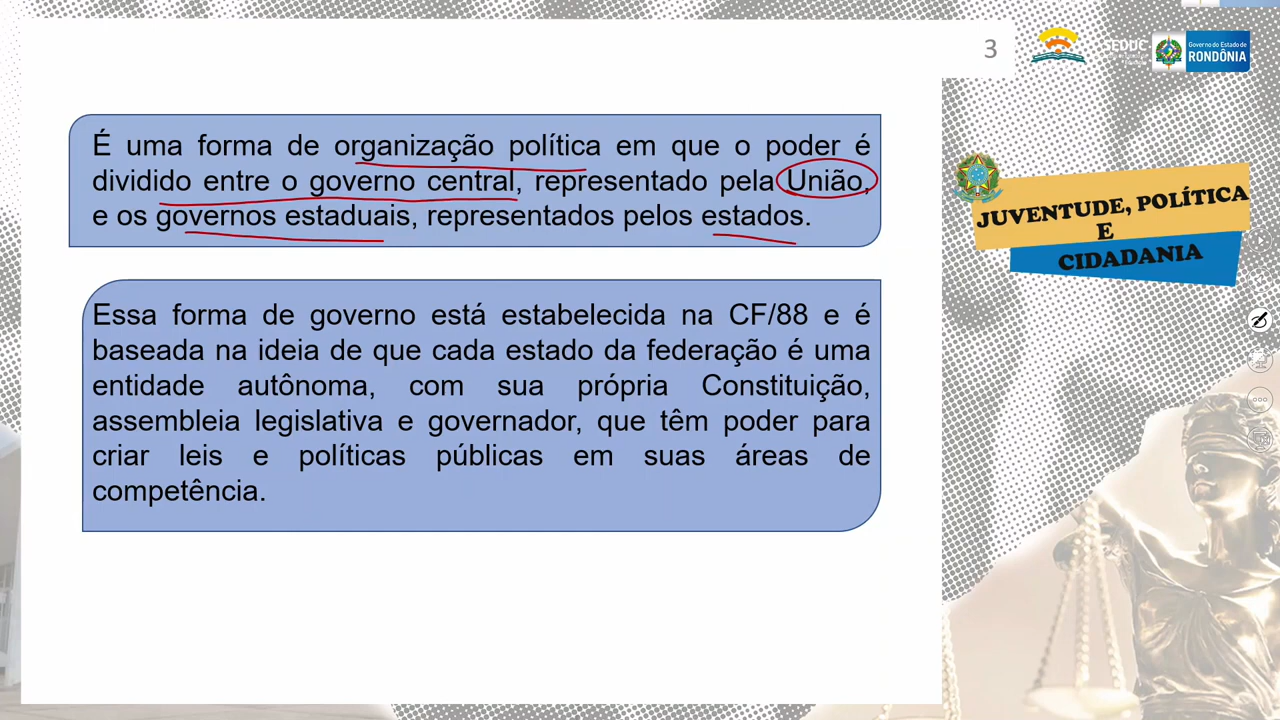 3
SEDUC
Governo do Estado de
RONDÔNIA
É uma forma de organização política em que o poder é
dividido entre o governo central, representado pela União,
e os governos estaduais, representados pelos estados.
JUVENTUDE, POLÍTICA
E
CIDADANIA
Essa forma de governo está estabelecida na CF/88 e é
baseada na ideia de que cada estado da federação é uma
entidade autônoma, com sua própria Constituição,
assembleia legislativa e governador, que têm poder para
criar leis e políticas públicas em suas áreas de
competência.